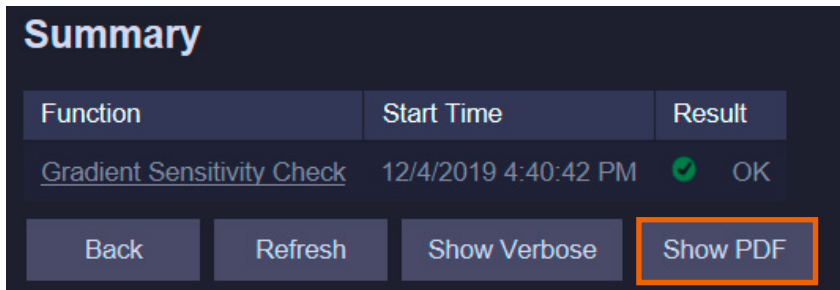 Summary
Function Start Time Result
Gradient Sensitivity Check 12/4/2019 4:40:42 PM OK
Back Refresh Show Verbose Show PDF